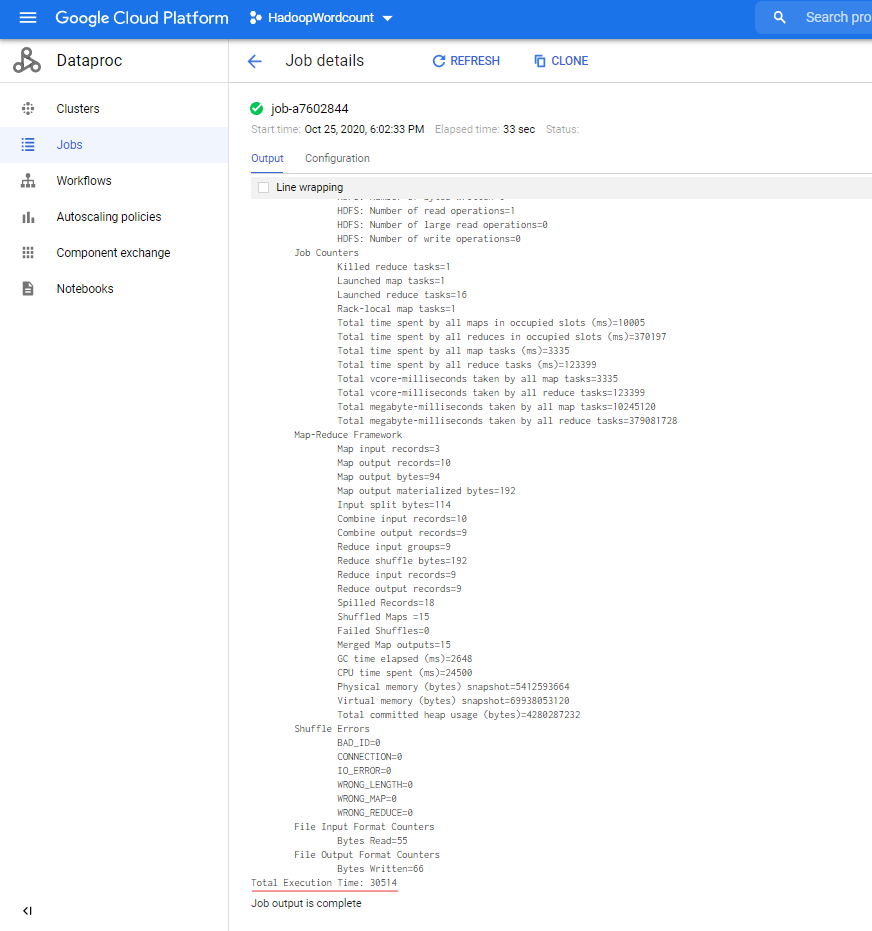 Google Cloud Platform
HadoopWordcount
Search pro
Dataproc
Job details
REFRESH
CLONE
Clusters
Jobs
Workflows
Autoscaling policies
Component exchange
Notebooks
job-a7602844
Start time: Oct 25, 2020, 6:02:33 PM Elapsed time: 33 sec Status:
Output Configuration
Line wrapping
HDFS: Number of read operations=1
HDFS: Number of large read operations=0
HDFS: Number of write operations=0
Job Counters
Killed reduce tasks=1
Launched map tasks=1
Launched reduce tasks=16
Rack-local map tasks=1
Total time spent by all maps in occupied slots (ms)=10005
Total time spent by all reduces in occupied slots (ms)=370197
Total time spent by all map tasks (ms)=3335
Total time spent by all reduce tasks (ms)=123399
Total vcore-milliseconds taken by all map tasks=3335
Total vcore-milliseconds taken by all reduce tasks=123399
Total megabyte-milliseconds taken by all map tasks=10245120
Total megabyte-milliseconds taken by all reduce tasks=379081728
Map-Reduce Framework
Map input records=3
Map output records=10
Map output bytes=94
Map output materialized bytes=192
Input split bytes=114
Combine input records=10
Combine output records=9
Reduce input groups=9
Reduce shuffle bytes=192
Reduce input records=9
Reduce output records=9
Spilled Records=18
Shuffled Maps =15
Failed Shuffles=0
Merged Map outputs=15
GC time elapsed (ms)=2648
CPU time spent (ms)=24500
Physical memory (bytes) snapshot=5412593664
Virtual memory (bytes) snapshot=69938053120
Total committed heap usage (bytes)=4280287232
Shuffle Errors
BAD_ID=0
CONNECTION=0
IO_ERROR=0
WRONG_LENGTH=0
WRONG_MAP=0
WRONG_REDUCE=0
File Input Format Counters
Bytes Read=55
File Output Format Counters
Bytes Written=66
Total Execution Time: 30514
Job output is complete